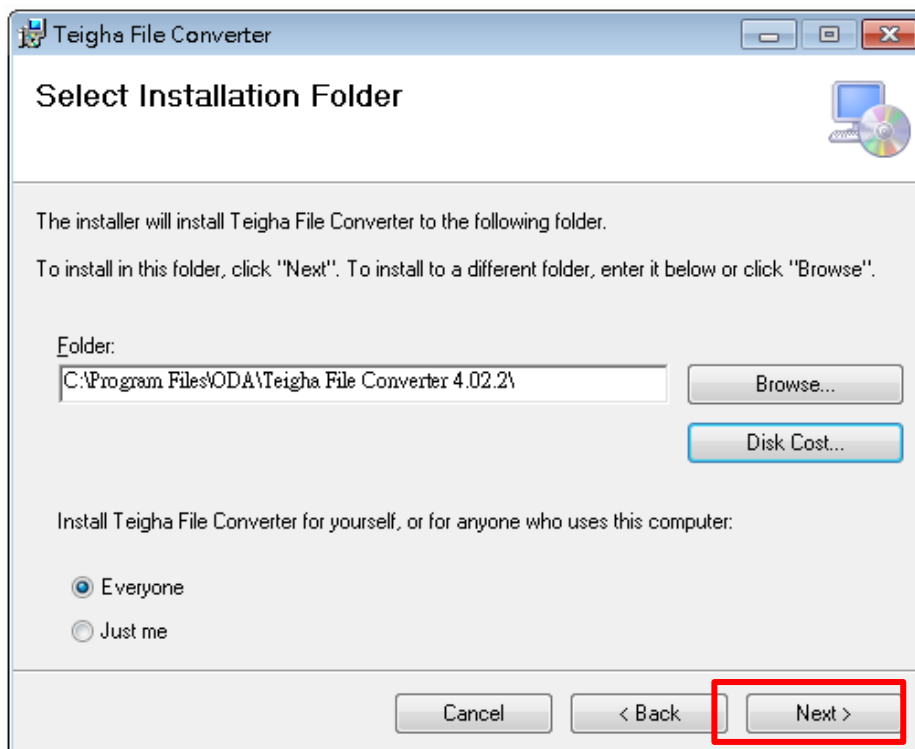 Teigha File Converter
Select Installation Folder
The installer will install Teigha File Converter to the following folder.
To install in this folder, click "Next". To install to a different folder, enter it below or click "Browse".
Folder:
C:\Program Files\ODA\Teigha File Converter 4.02.2\
Browse...
Disk Cost...
Install Teigha File Converter for yourself, or for anyone who uses this computer:
Everyone
Just me
Cancel
< Back
Next >